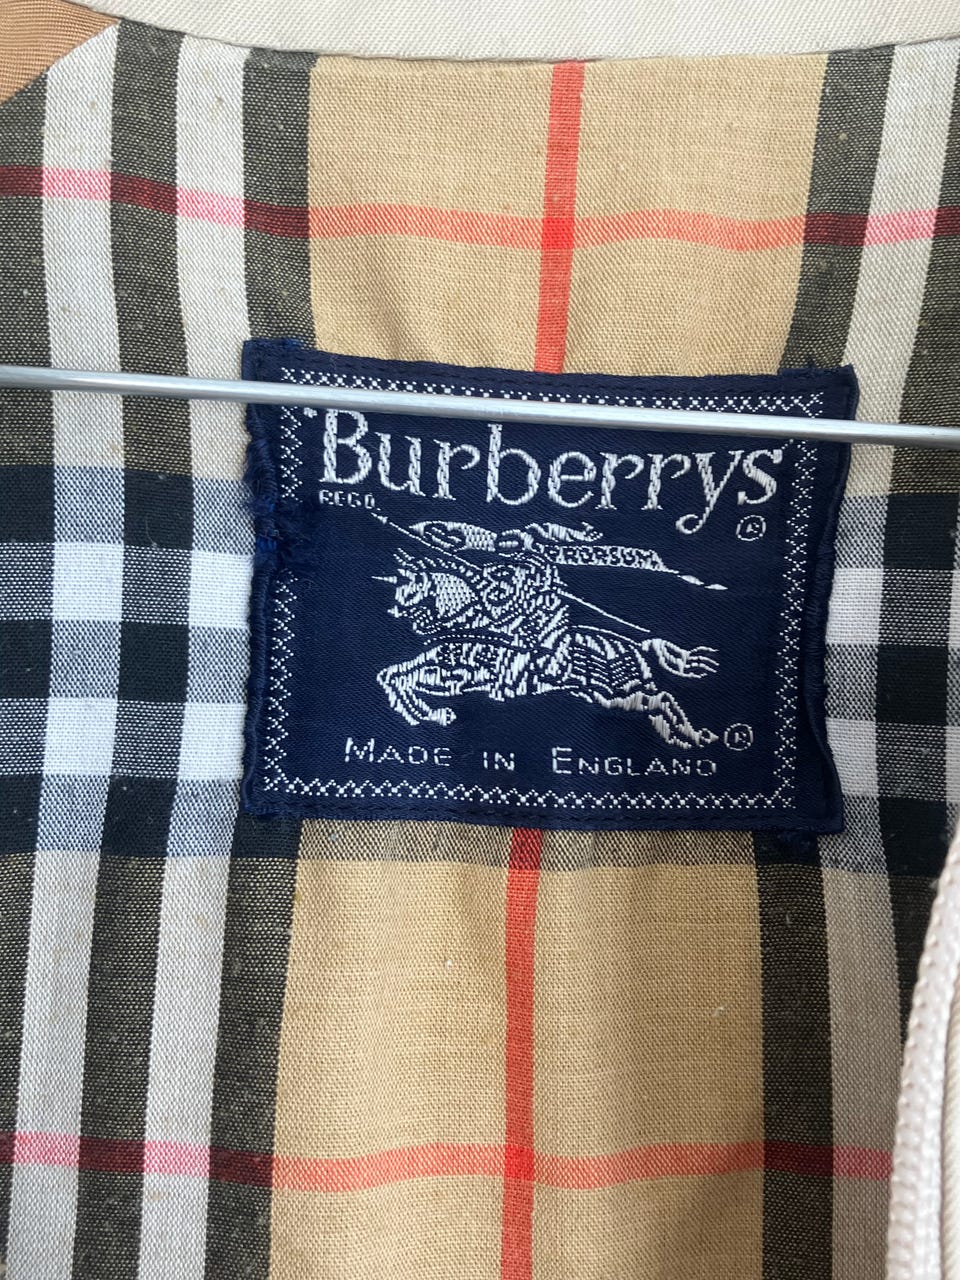 Burberrys
REGD.
®
PRORSUM
®
MADE IN ENGLAND